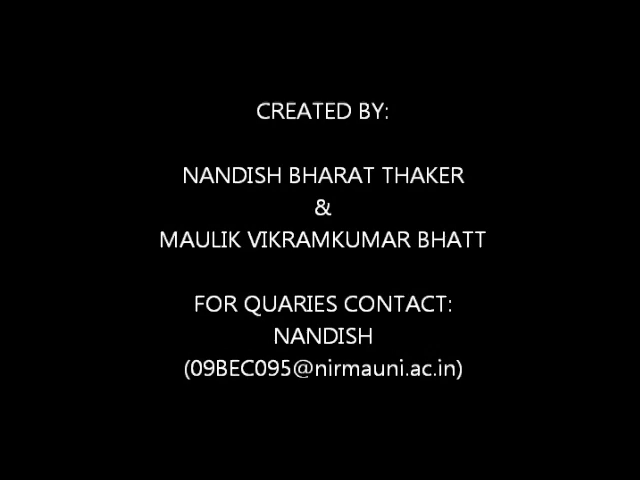 CREATED BY:
NANDISH BHARAT THAKER
&
MAULIK VIKRAMKUMAR BHATT
FOR QUARIES CONTACT:
NANDISH
(09BEC095@nirmauni.ac.in)